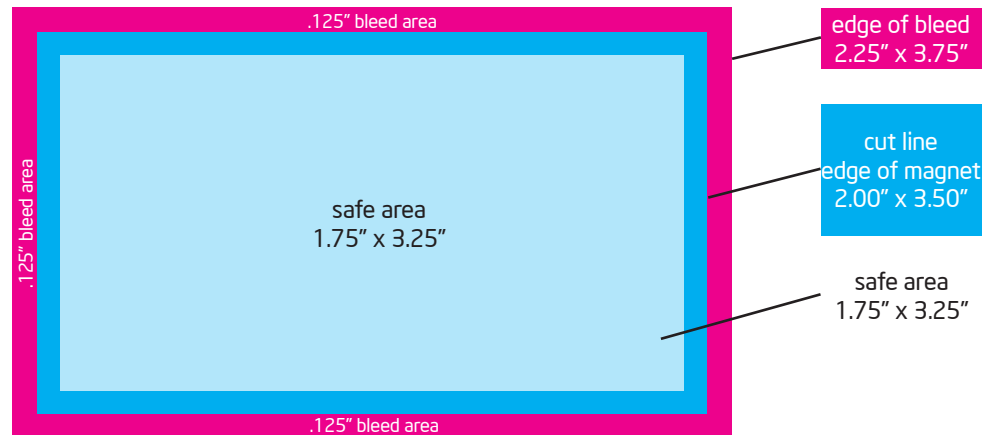 .125” bleed area
edge of bleed
2.25” x 3.75”
cut line
edge of magnet
2.00” x 3.50”
.125” bleed area
safe area
1.75” x 3.25”
safe area
1.75” x 3.25”
.125” bleed area